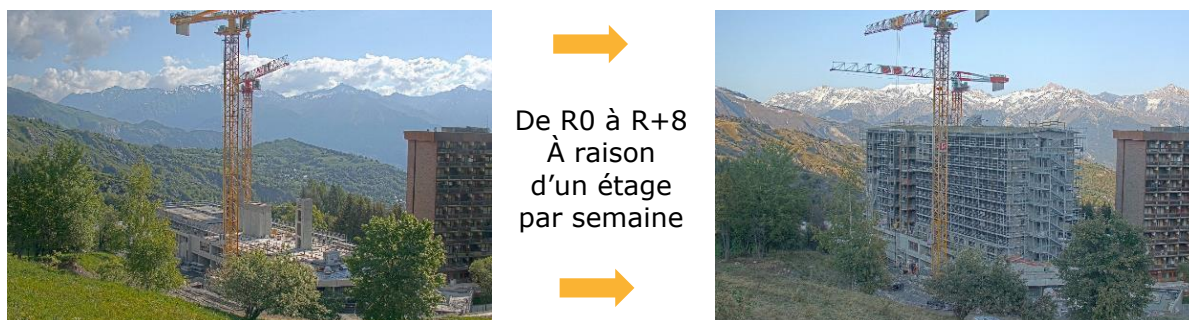 De R0 à R+8
À raison
d’un étage
par semaine